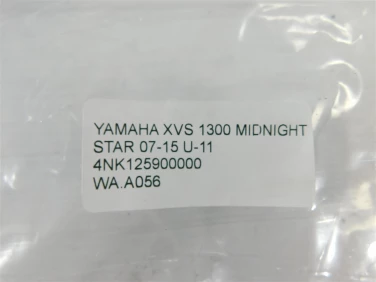 YAMAHA XVS 1300 MIDNIGHT
STAR 07-15 U-11
4NK125900000
WA.A056